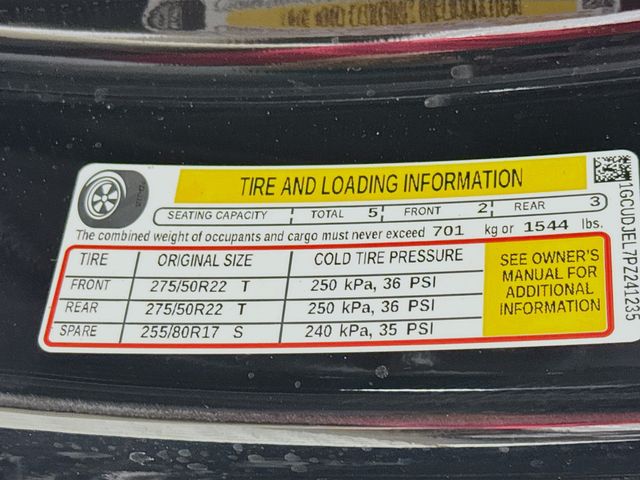 TIRE AND LOADING INFORMATION
SEATING CAPACITY TOTAL 5 FRONT 2 REAR 3
The combined weight of occupants and cargo must never exceed 701 kg or 1544 lbs.
TIRE ORIGINAL SIZE COLD TIRE PRESSURE
FRONT 275/50R22 T 250 kPa, 36 PSI
REAR 275/50R22 T 250 kPa, 36 PSI
SPARE 255/80R17 S 240 kPa, 35 PSI
SEE OWNER'S
MANUAL FOR
ADDITIONAL
INFORMATION
1GCUDJEL7PZ241235